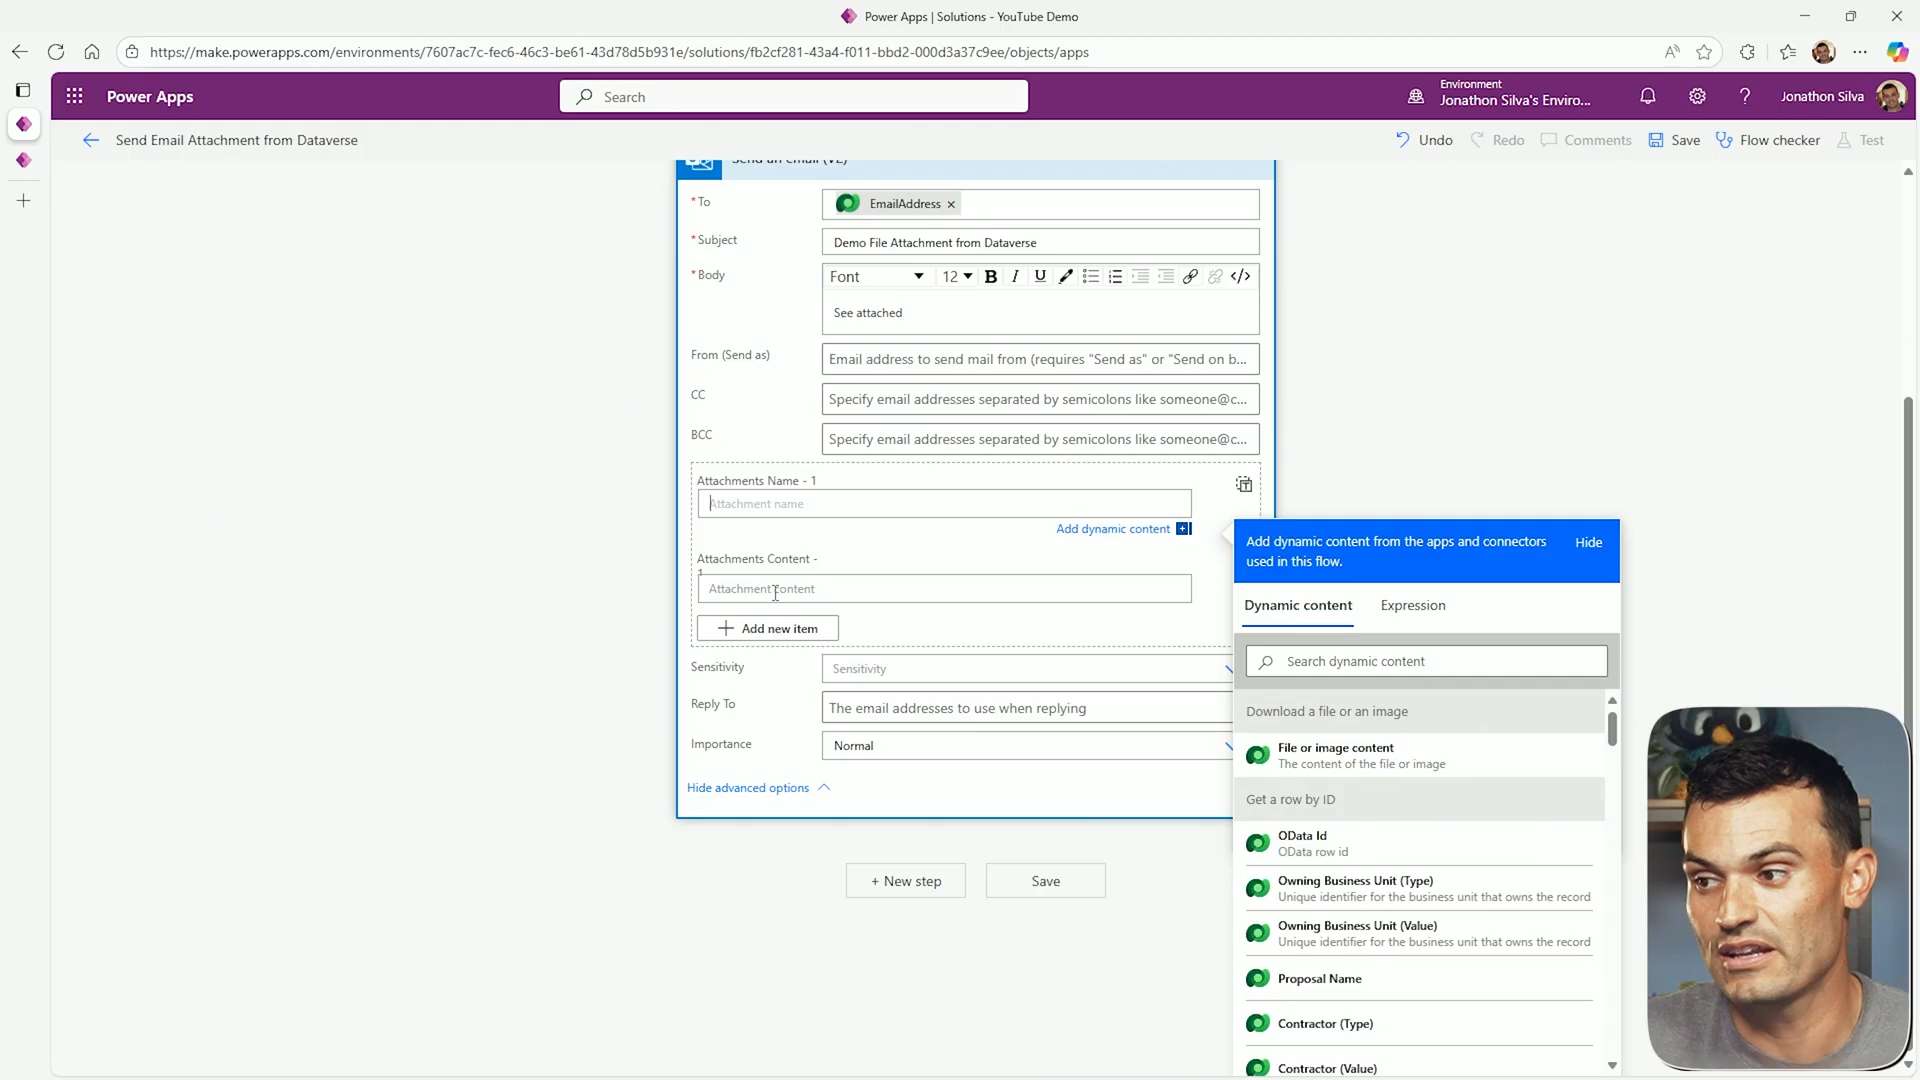 Power Apps | Solutions - YouTube Demo
https://make.powerapps.com/environments/7607ac7c-fec6-46c3-be61-43d78d5b931e/solutions/fb2cf281-43a4-f011-bbd2-000d3a37c9ee/objects/apps
Power Apps
Search
Environment
Jonathon Silva's Enviro...
Jonathon Silva
Send Email Attachment from Dataverse
Undo
Redo
Comments
Save
Flow checker
Test
Send an email (V2)
* To
EmailAddress ×
* Subject
Demo File Attachment from Dataverse
* Body
Font
12
B I U </>
See attached
From (Send as)
Email address to send mail from (requires "Send as" or "Send on b...
CC
Specify email addresses separated by semicolons like someone@c...
BCC
Specify email addresses separated by semicolons like someone@c...
Attachments Name - 1
Attachment name
Add dynamic content
Attachments Content -
1
Attachment content
Add new item
Sensitivity
Sensitivity
Reply To
The email addresses to use when replying
Importance
Normal
Hide advanced options
+ New step
Save
Add dynamic content from the apps and connectors
used in this flow.
Hide
Dynamic content
Expression
Search dynamic content
Download a file or an image
File or image content
The content of the file or image
Get a row by ID
OData Id
OData row id
Owning Business Unit (Type)
Unique identifier for the business unit that owns the record
Owning Business Unit (Value)
Unique identifier for the business unit that owns the record
Proposal Name
Contractor (Type)
Contractor (Value)